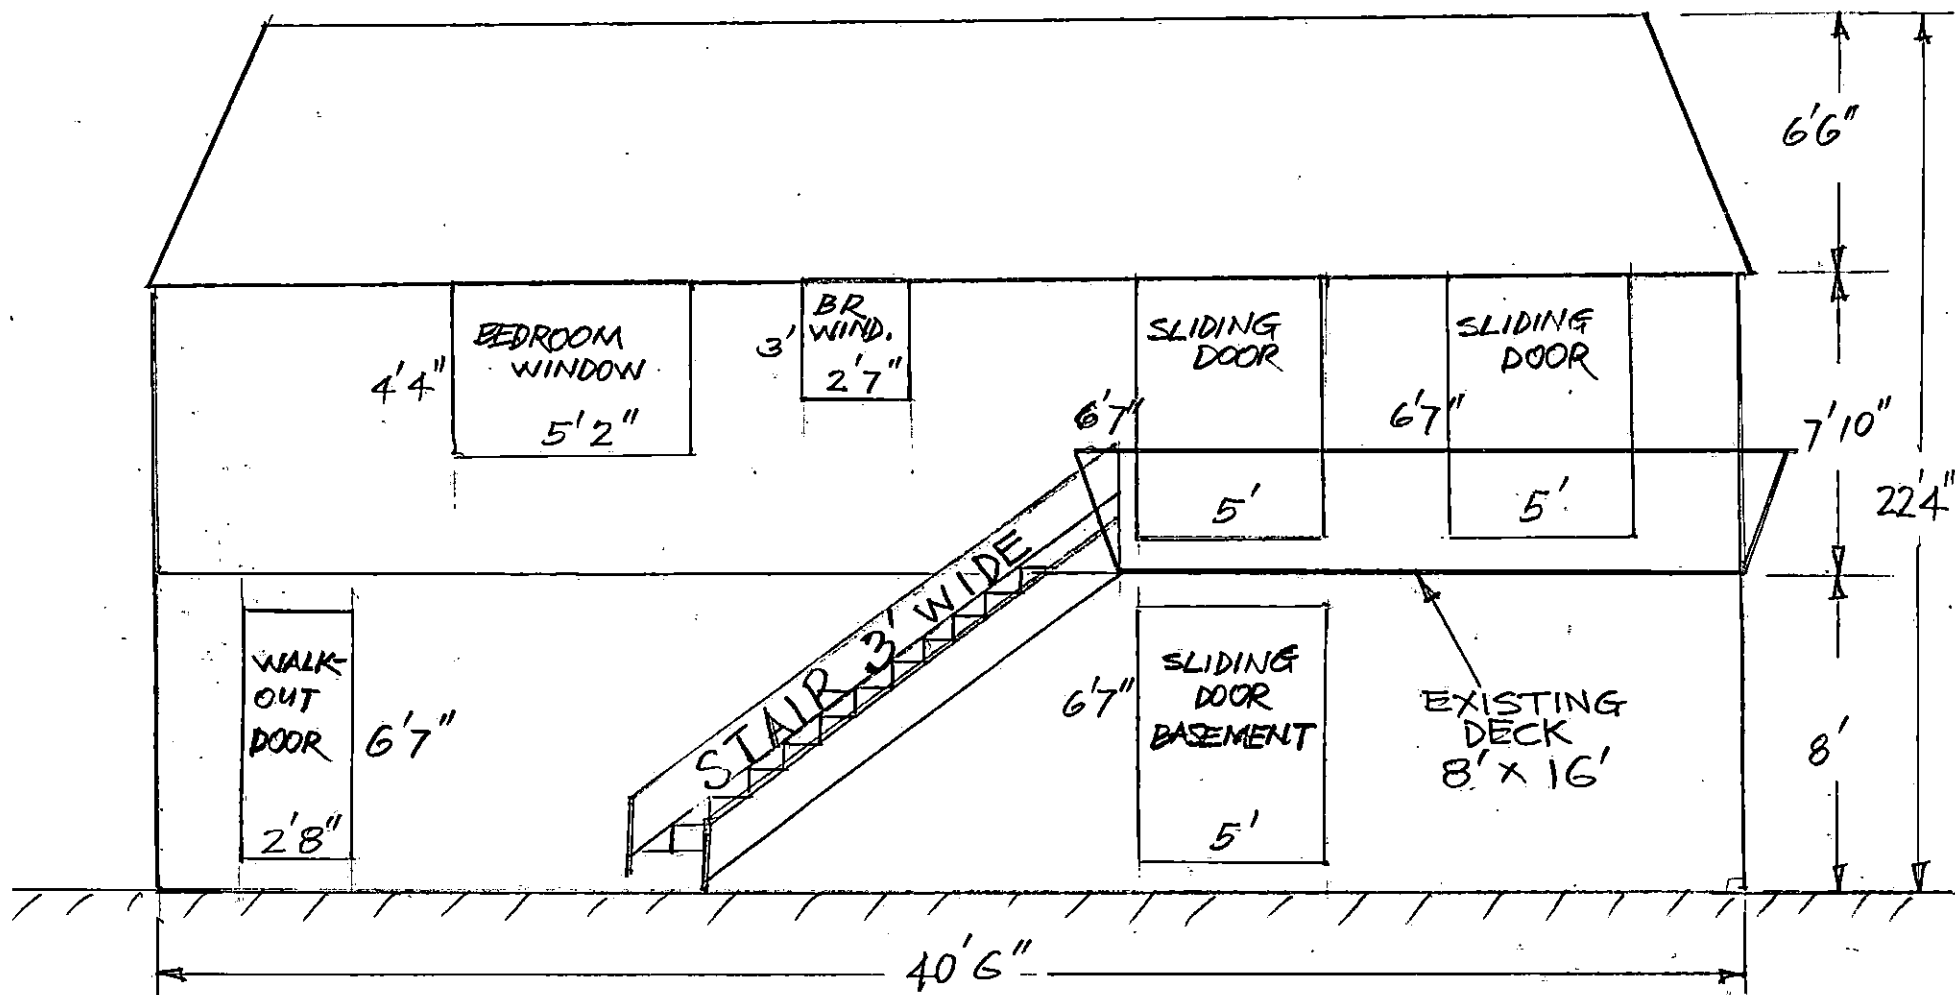 6'6"
BEDROOM
WINDOW
4'4"
5'2"
BR
WIND.
3'
2'7"
SLIDING
DOOR
6'7"
5'
SLIDING
DOOR
6'7"
5'
7'10"
22'4"
STAIR 3' WIDE
WALK-
OUT
DOOR
6'7"
2'8"
SLIDING
DOOR
BASEMENT
6'7"
5'
EXISTING
DECK
8' X 16'
8'
40'6"